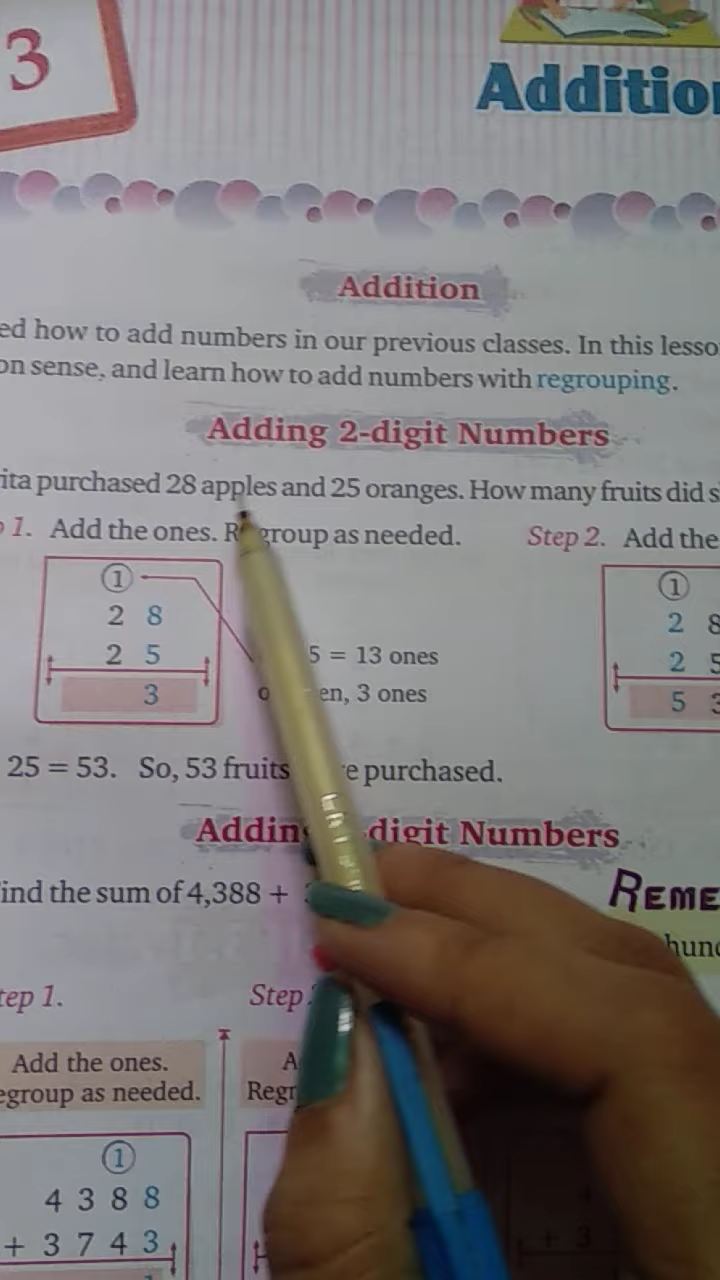 3
Addition
Addition
ed how to add numbers in our previous classes. In this lesso
on sense, and learn how to add numbers with regrouping.
Adding 2-digit Numbers
ita purchased 28 apples and 25 oranges. How many fruits did s
1. Add the ones. R group as needed. Step 2. Add the
1 1
2 8 2 8
2 5 5 = 13 ones 2 5
3 en, 3 ones 5 3
25 = 53. So, 53 fruits e purchased.
Adding digit Numbers
ind the sum of 4,388 + REME
hund
tep 1. Step
Add the ones. A
egroup as needed. Regr
1
4 3 8 8
+ 3 7 4 3